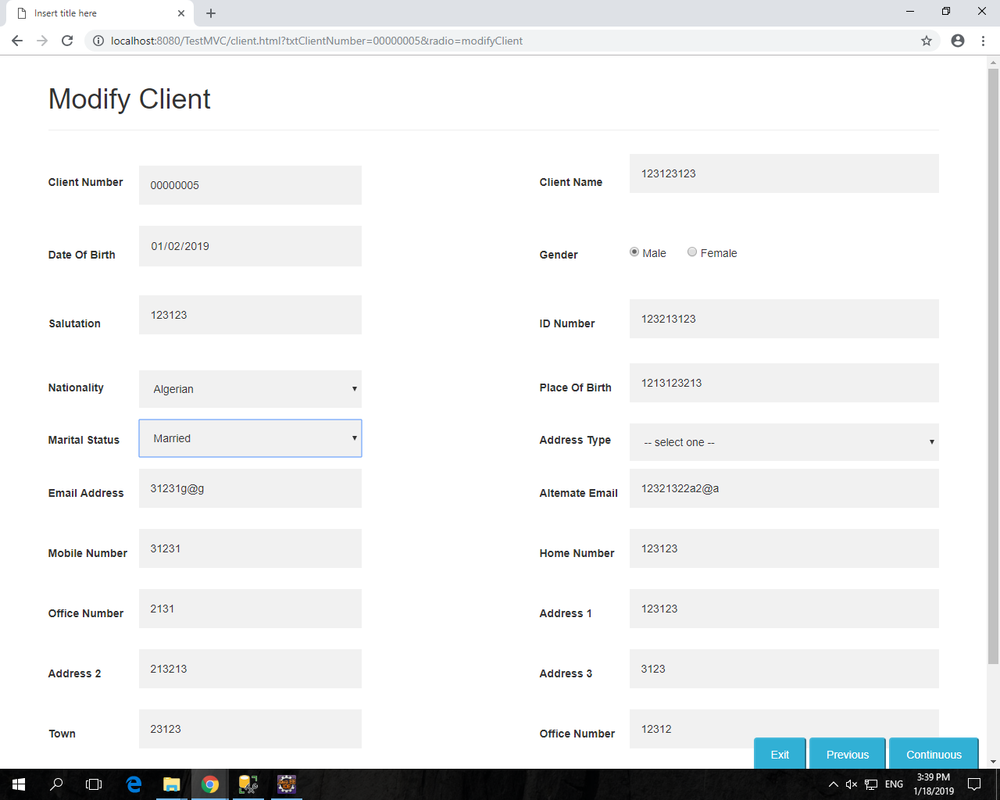 Insert title here
localhost:8080/TestMVC/client.html?txtClientNumber=00000005&radio=modifyClient
Modify Client
Client Number 00000005 Client Name 123123123
Date Of Birth 01/02/2019 Gender Male Female
Salutation 123123 ID Number 123213123
Nationality Algerian Place Of Birth 1213123213
Marital Status Married Address Type -- select one --
Email Address 31231g@g Altemate Email 12321322a2@a
Mobile Number 31231 Home Number 123123
Office Number 2131 Address 1 123123
Address 2 213213 Address 3 3123
Town 23123 Office Number 12312
Exit Previous Continuous
ENG 3:39 PM
1/18/2019